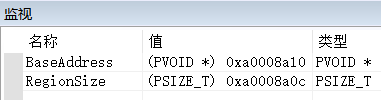 监视
名称 值 类型
BaseAddress (PVOID *) 0xa0008a10 PVOID *
RegionSize (PSIZE_T) 0xa0008a0c PSIZE_T